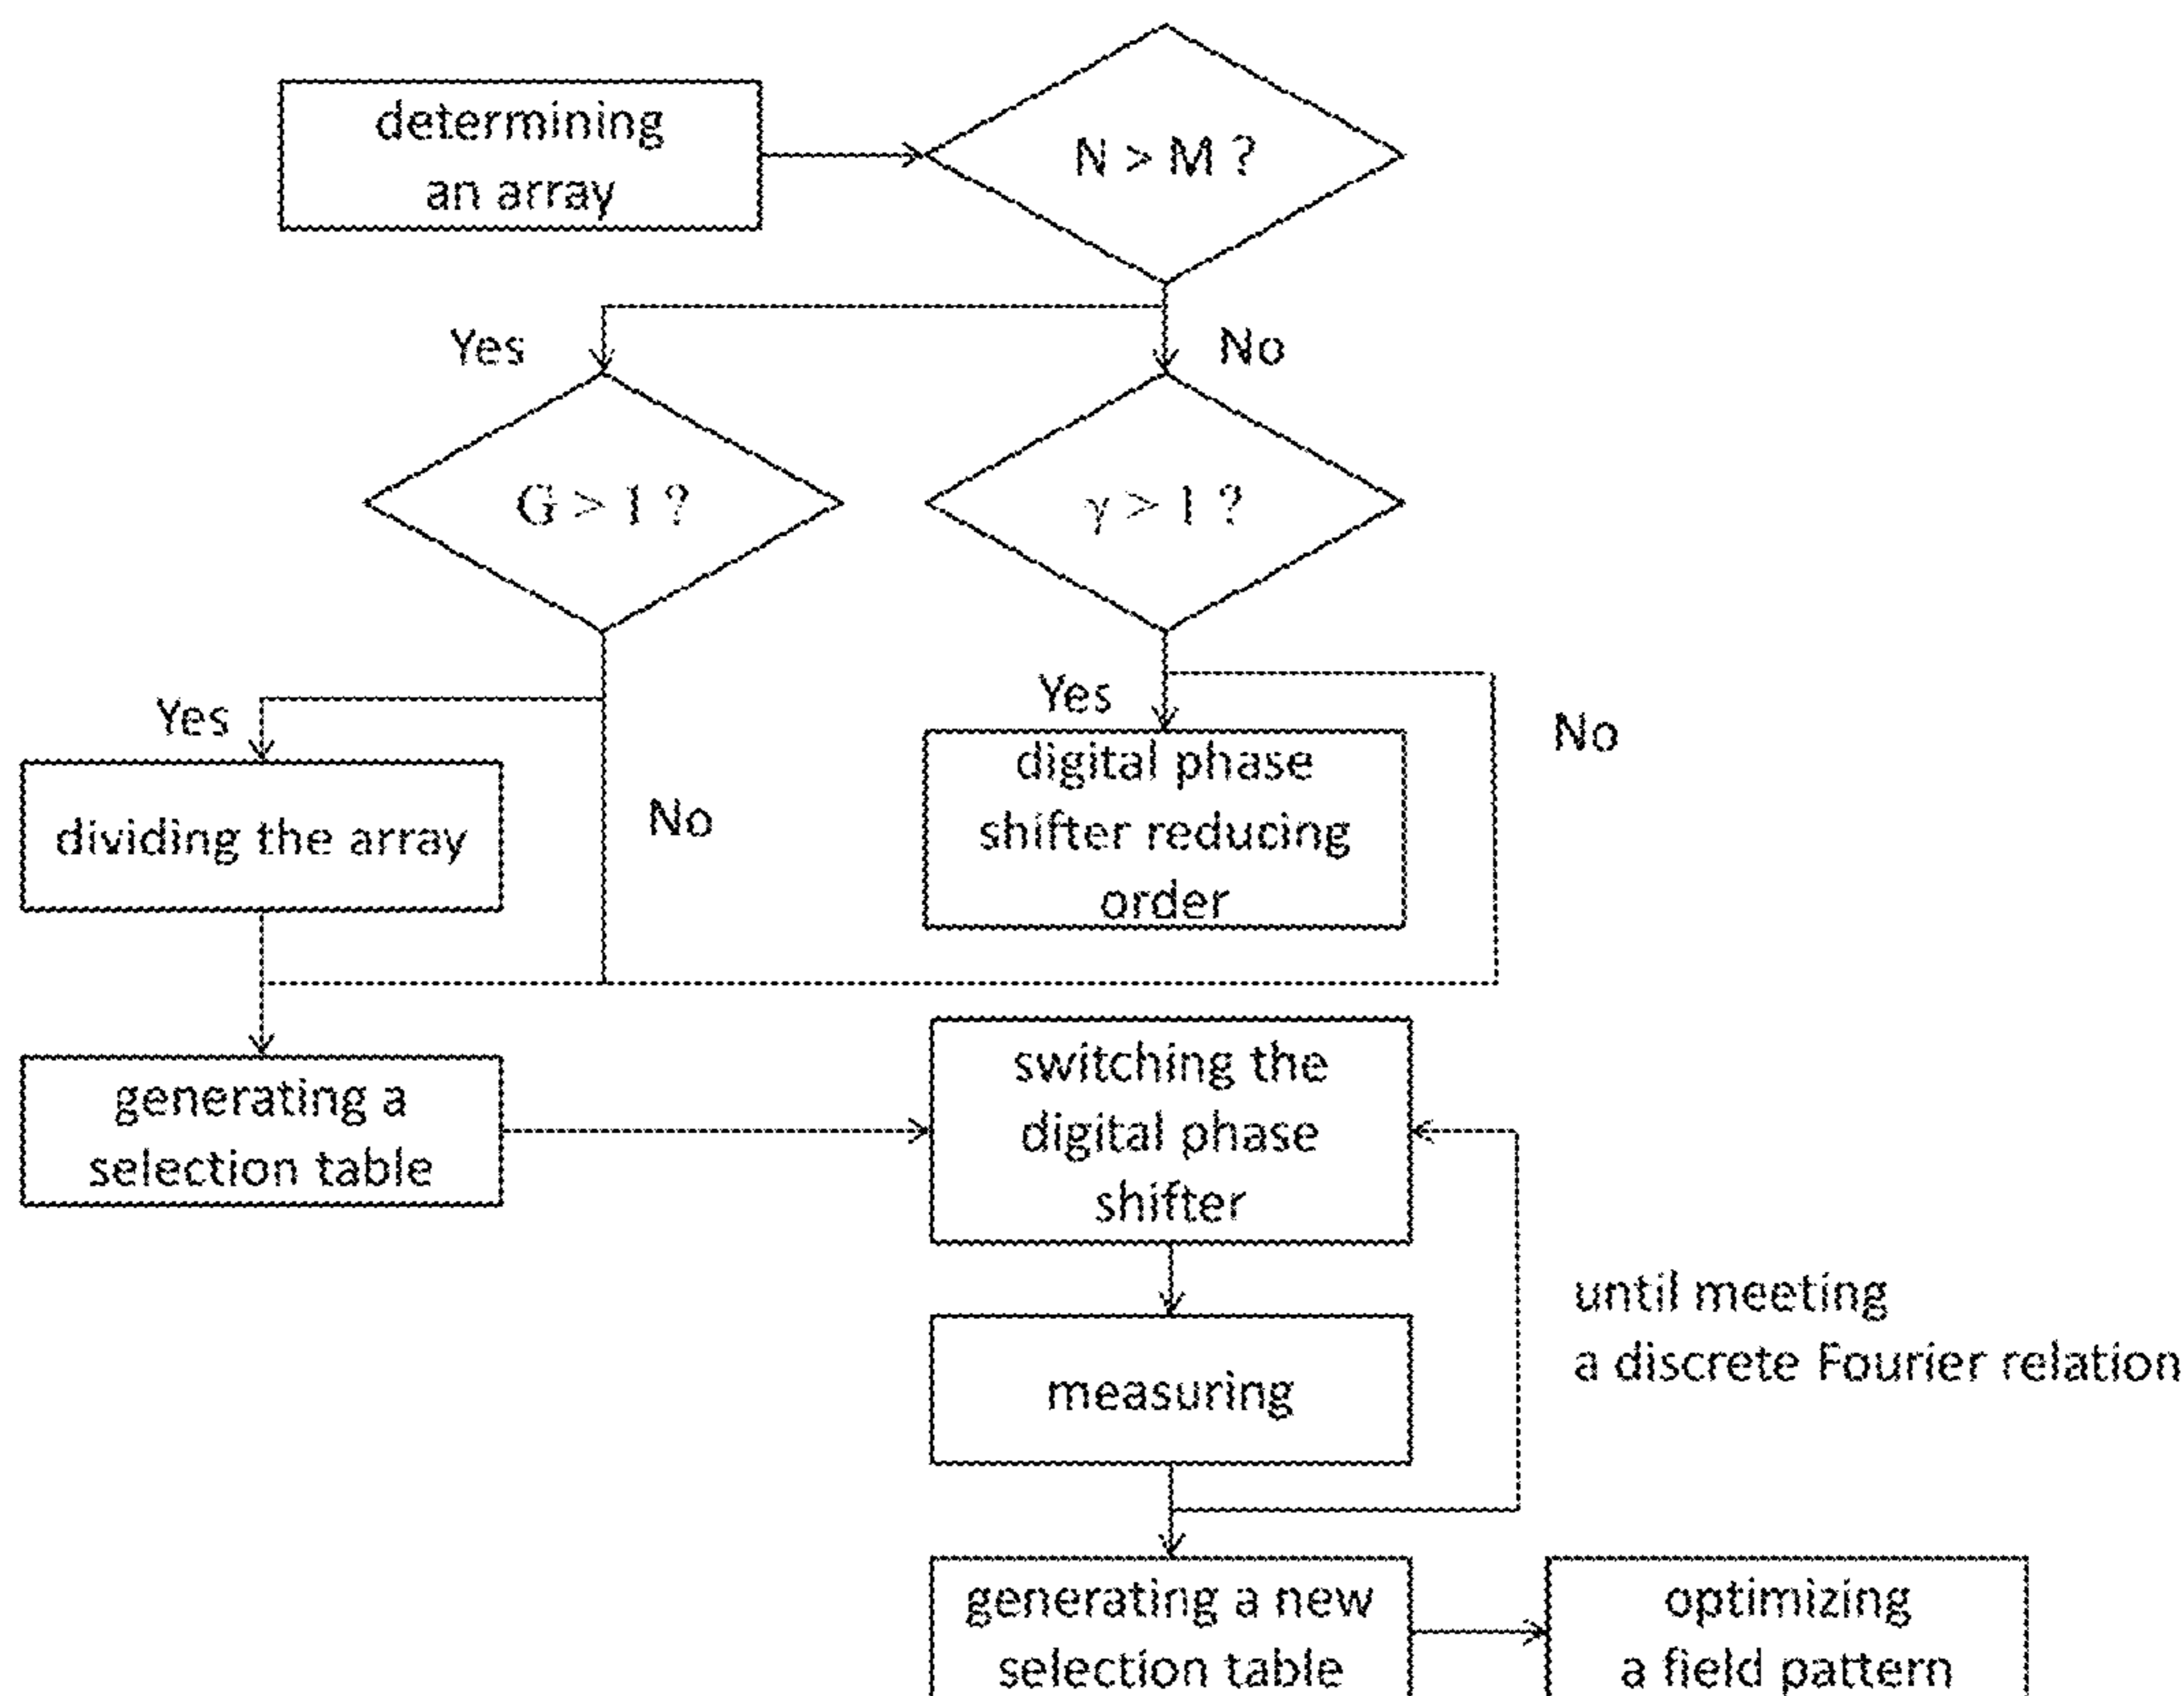 determining
an array
N > M ?
Yes
No
G > 1 ?
γ > 1 ?
Yes
Yes
No
No
dividing the array
digital phase
shifter reducing
order
generating a
selection table
switching the
digital phase
shifter
measuring
until meeting
a discrete Fourier relation
generating a new
selection table
optimizing
a field pattern